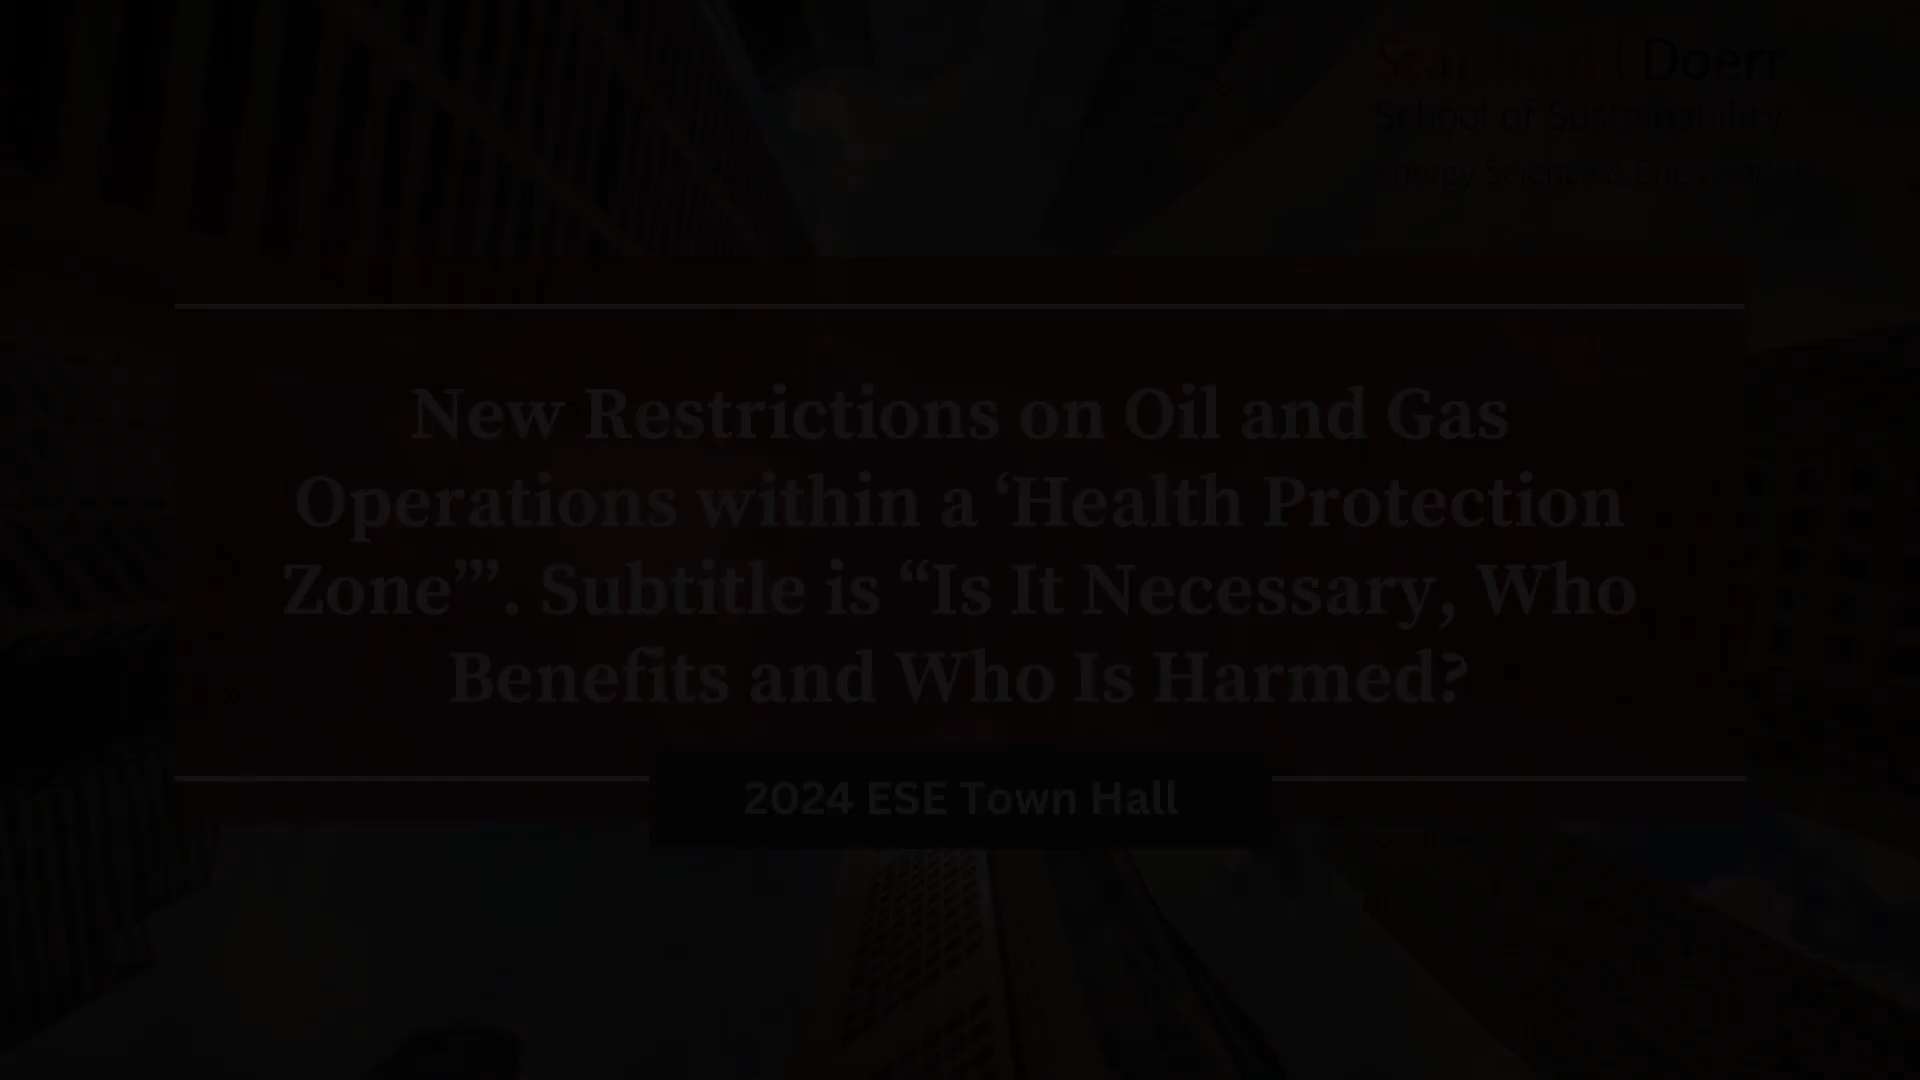 Stanford | Doerr
School of Sustainability
Energy Science & Engineering
New Restrictions on Oil and Gas
Operations within a ‘Health Protection
Zone’”. Subtitle is “Is It Necessary, Who
Benefits and Who Is Harmed?
2024 ESE Town Hall